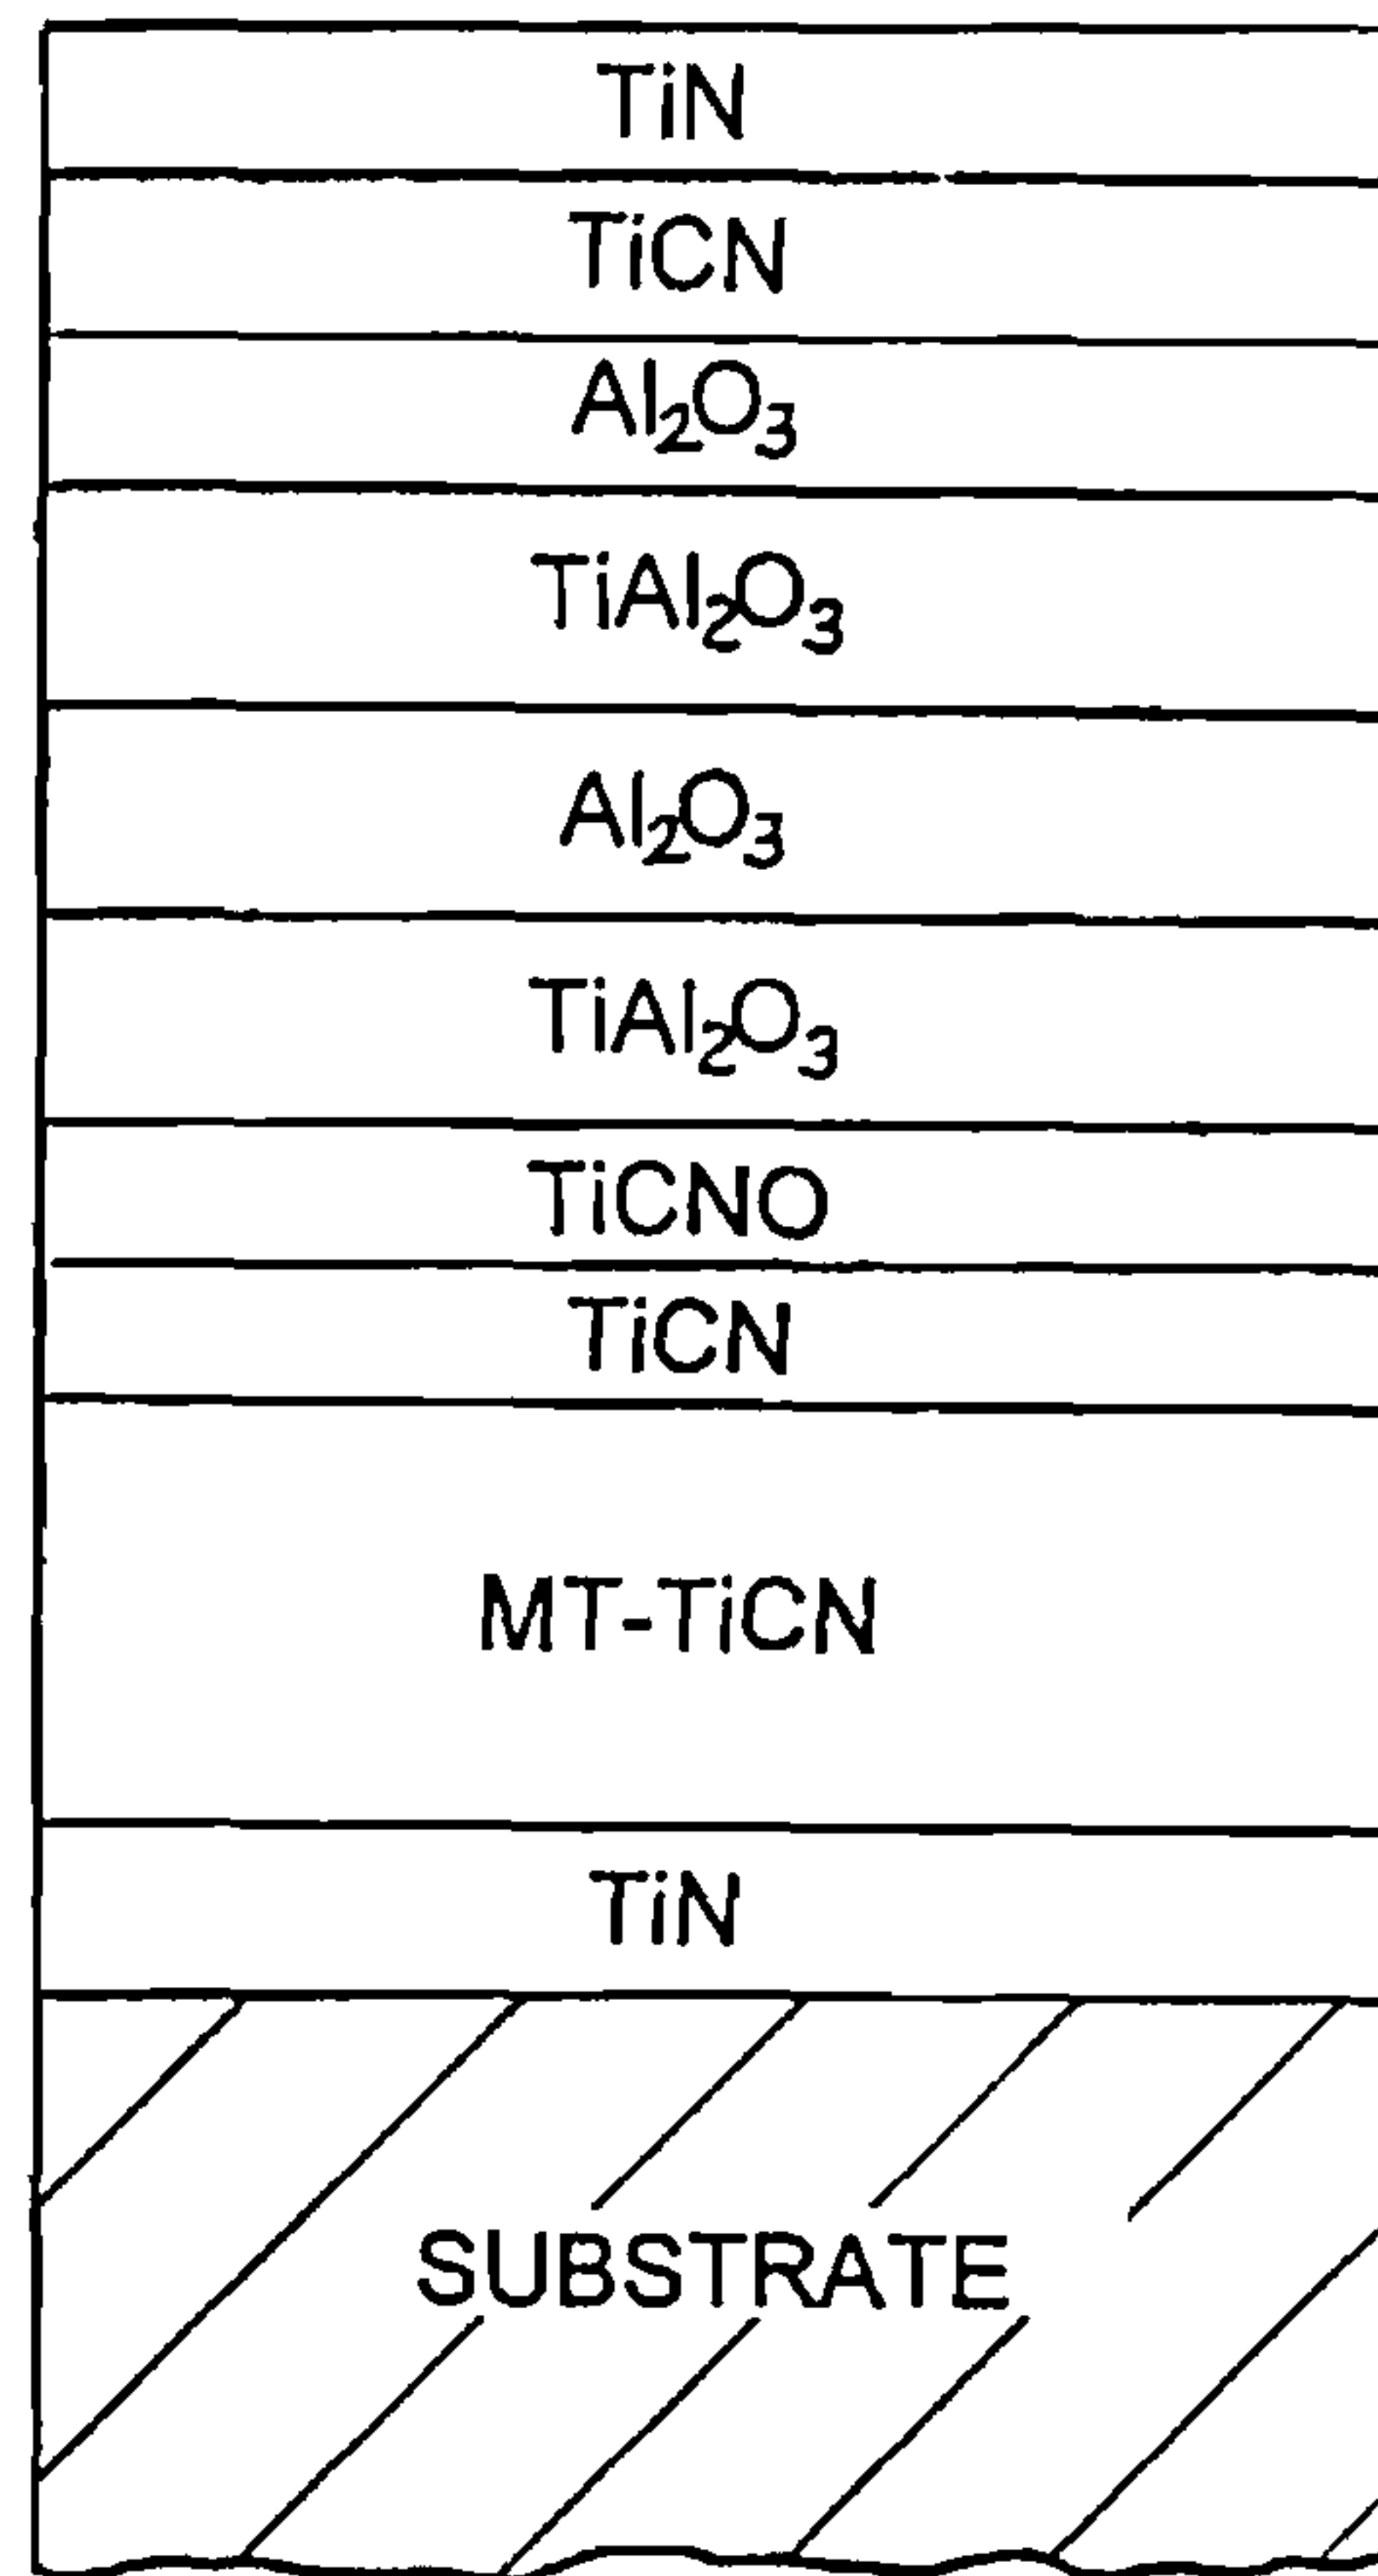 TiN
TiCN
Al₂O₃
TiAl₂O₃
Al₂O₃
TiAl₂O₃
TiCNO
TiCN
MT-TiCN
TiN
SUBSTRATE